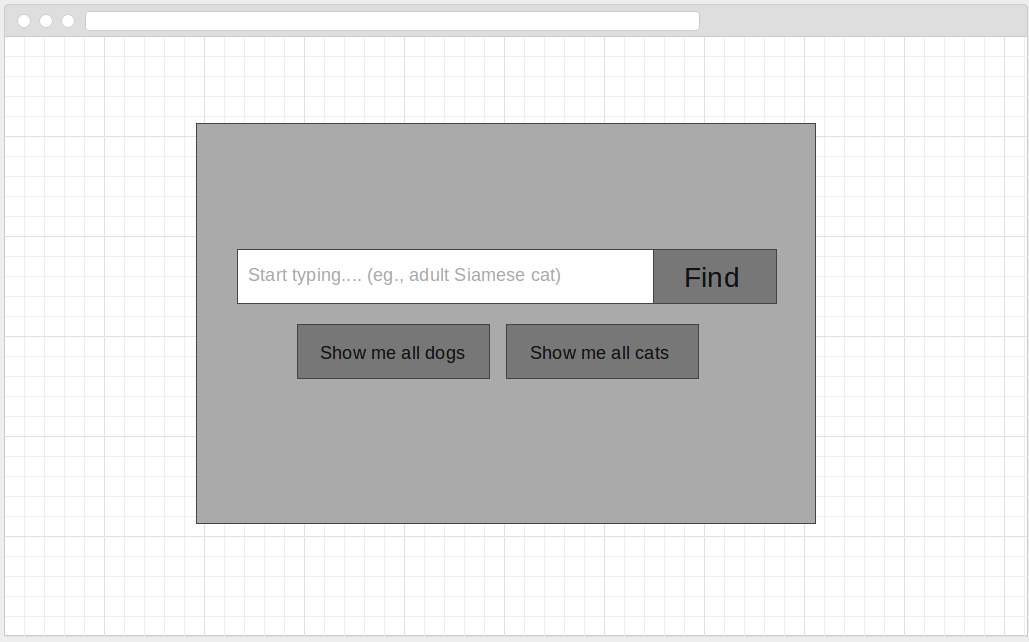 Start typing.... (eg., adult Siamese cat)
Find
Show me all dogs
Show me all cats